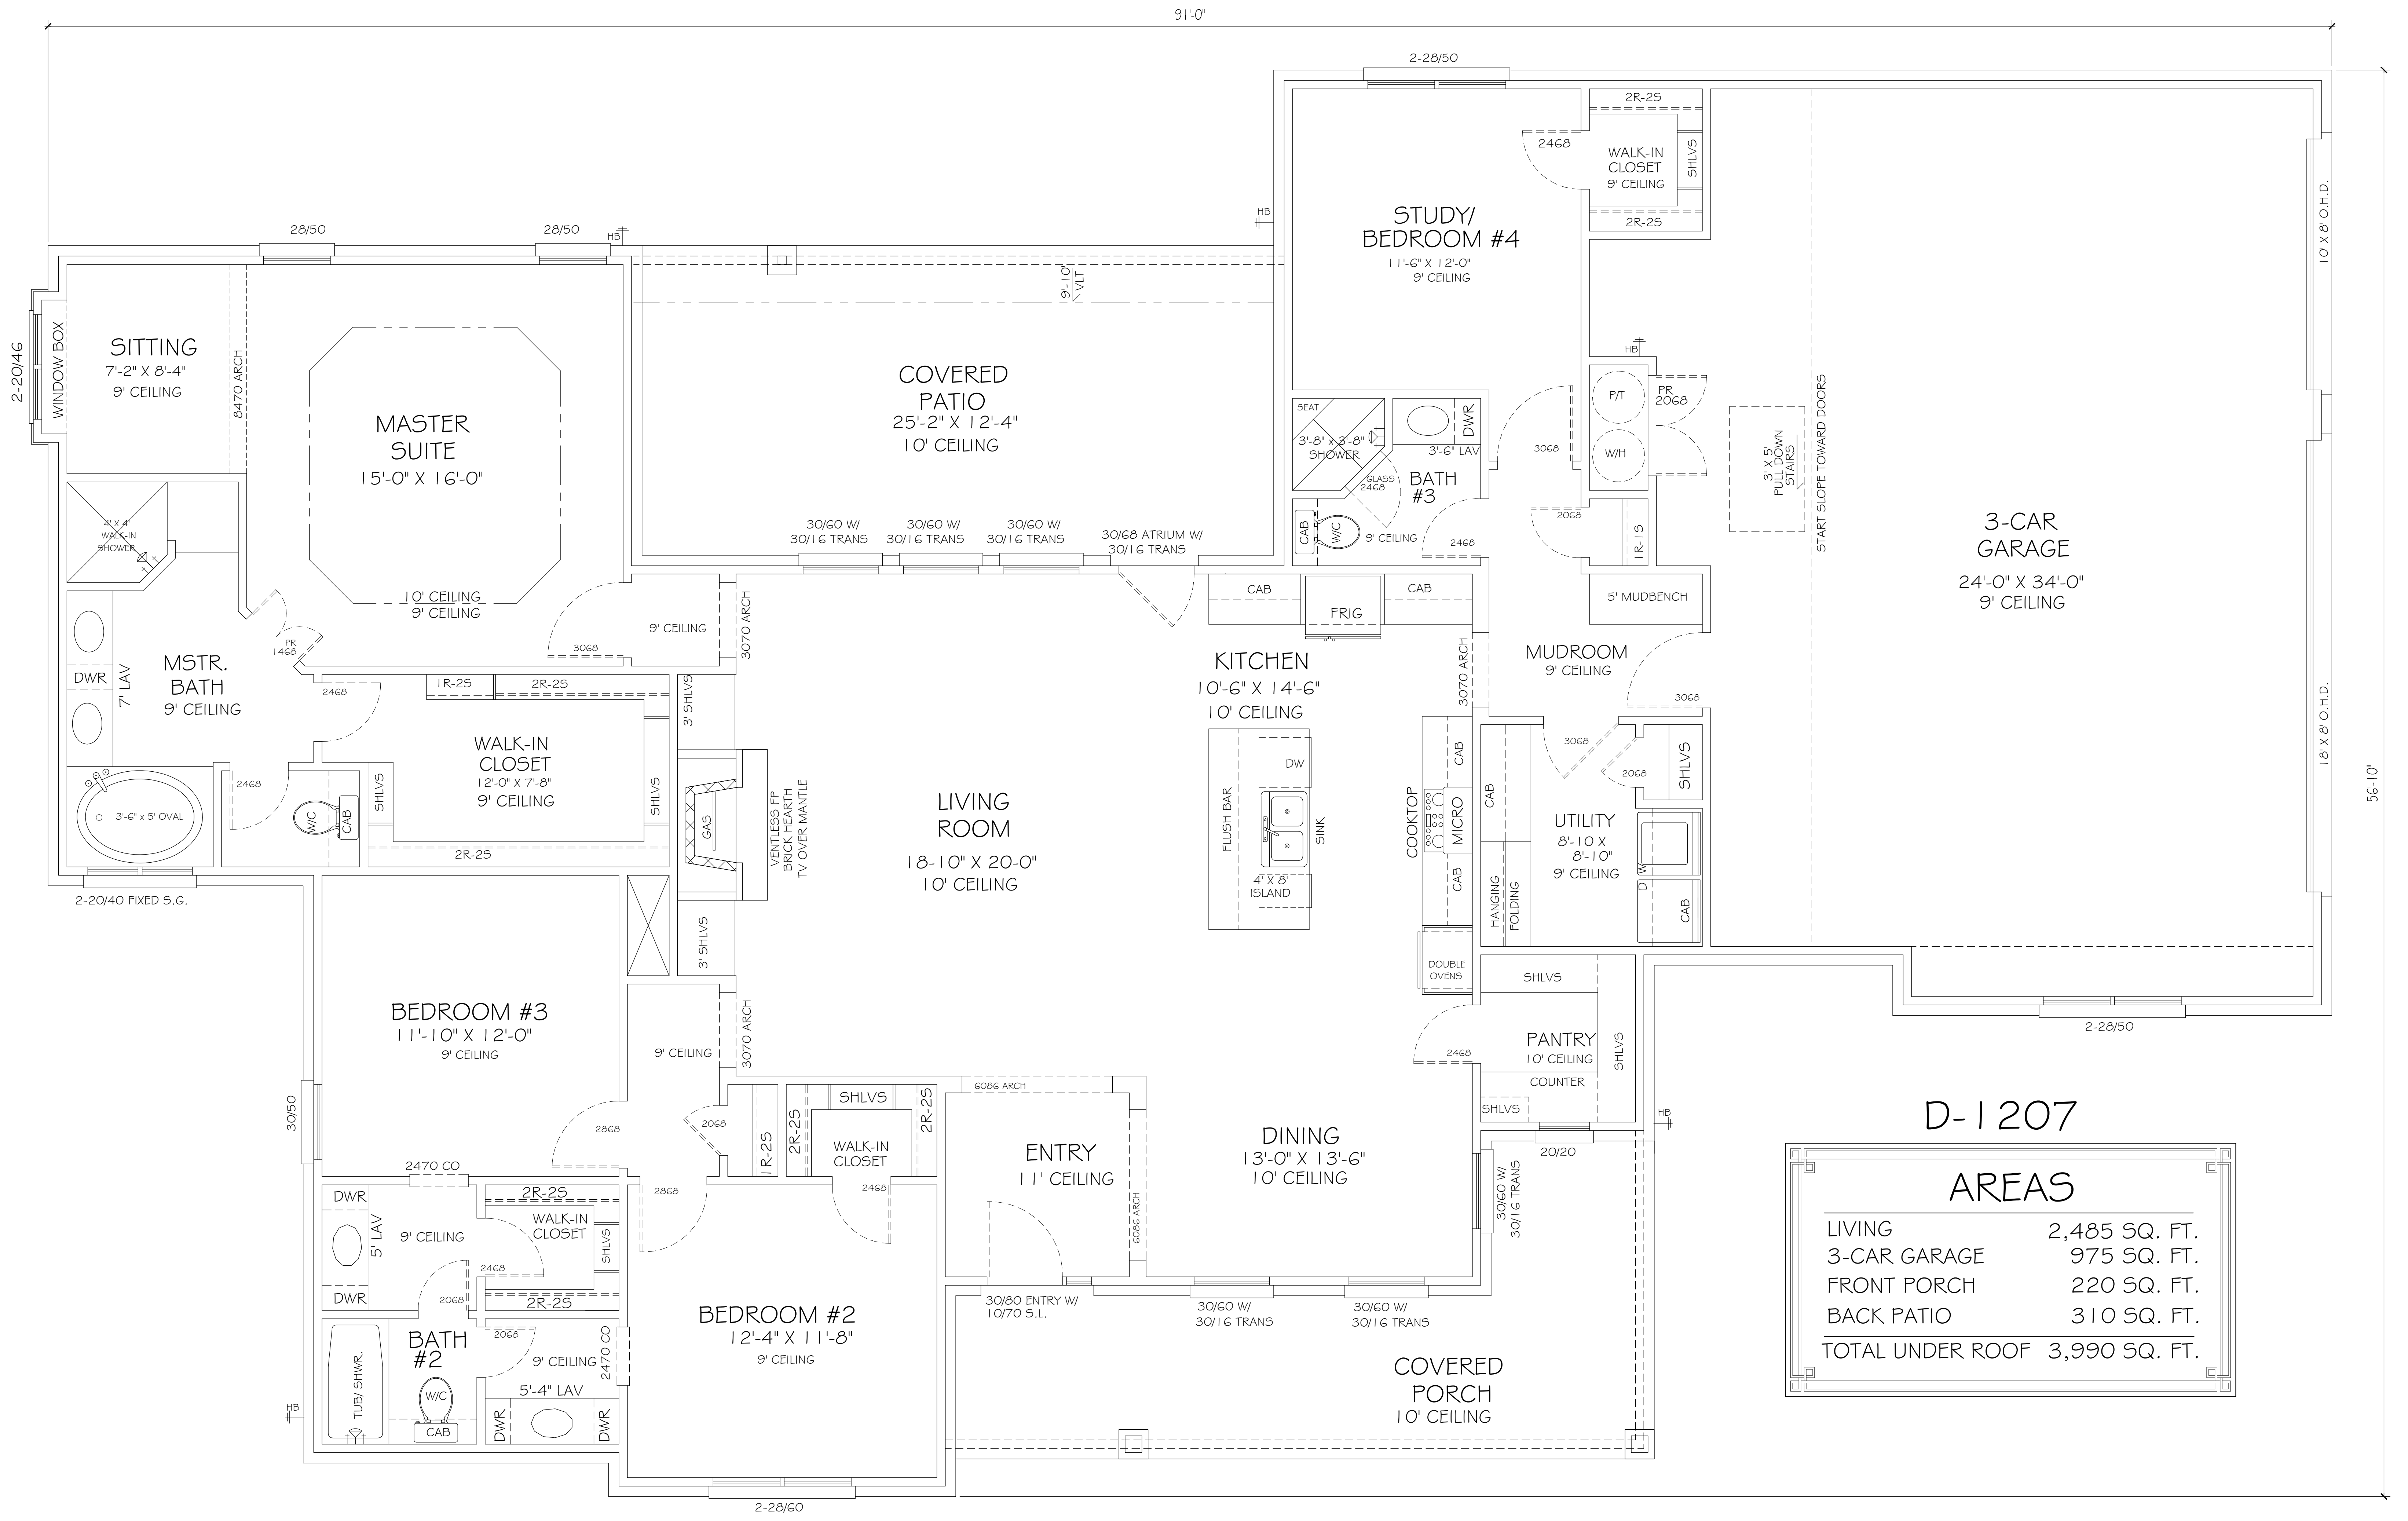 91'-0"
2-28/50
2R-2S
2468
WALK-IN
CLOSET
9' CEILING
SHLVS
2R-2S
10' X 8' O.H.D.
HB
STUDY/
BEDROOM #4
11'-6" X 12'-0"
9' CEILING
28/50
28/50
HB
9'-10'
VLT
2-20/46
WINDOW BOX
SITTING
7'-2" X 8'-4"
9' CEILING
8470 ARCH
MASTER
SUITE
15'-0" X 16'-0"
10' CEILING
9' CEILING
COVERED
PATIO
25'-2" X 12'-4"
10' CEILING
30/60 W/
30/16 TRANS
30/60 W/
30/16 TRANS
30/60 W/
30/16 TRANS
30/68 ATRIUM W/
30/16 TRANS
SEAT
3'-8" x 3'-8"
SHOWER
DWR
3'-6" LAV
GLASS
2468
BATH
#3
CAB
W/C
9' CEILING
2468
3068
HB
P/T
W/H
PR
2068
3' X 5'
PULL DOWN
STAIRS
START SLOPE TOWARD DOORS
2068
1R-1S
3-CAR
GARAGE
24'-0" X 34'-0"
9' CEILING
18' X 8' O.H.D.
56'-10"
4' X 4'
WALK-IN
SHOWER
PR
1468
3068
9' CEILING
3070 ARCH
DWR
7' LAV
MSTR.
BATH
9' CEILING
2468
1R-2S
2R-2S
WALK-IN
CLOSET
12'-0" X 7'-8"
9' CEILING
SHLVS
SHLVS
2R-2S
3'-6" x 5' OVAL
2468
W/C
CAB
2-20/40 FIXED S.G.
3' SHLVS
GAS
VENTLESS FP
BRICK HEARTH
TV OVER MANTLE
3' SHLVS
LIVING
ROOM
18-10" X 20-0"
10' CEILING
CAB
FRIG
CAB
KITCHEN
10'-6" X 14'-6"
10' CEILING
3070 ARCH
FLUSH BAR
DW
SINK
4' X 8'
ISLAND
COOKTOP
CAB
MICRO
CAB
DOUBLE
OVENS
5' MUDBENCH
MUDROOM
9' CEILING
3068
3068
2068
SHLVS
CAB
UTILITY
8'-10 X
8'-10"
9' CEILING
D W
HANGING
FOLDING
CAB
SHLVS
PANTRY
10' CEILING
2468
SHLVS
COUNTER
SHLVS
20/20
HB
2-28/50
BEDROOM #3
11'-10" X 12'-0"
9' CEILING
30/50
2868
9' CEILING
3070 ARCH
2068
1R-2S
2R-2S
SHLVS
2R-2S
WALK-IN
CLOSET
2468
2868
6086 ARCH
ENTRY
11' CEILING
6086 ARCH
DINING
13'-0" X 13'-6"
10' CEILING
30/60 W/
30/16 TRANS
30/80 ENTRY W/
10/70 S.L.
30/60 W/
30/16 TRANS
30/60 W/
30/16 TRANS
2470 CO
DWR
5' LAV
DWR
9' CEILING
2R-2S
WALK-IN
CLOSET
SHLVS
2468
2R-2S
2068
2068
BATH
#2
TUB/ SHWR.
W/C
CAB
9' CEILING
2470 CO
5'-4" LAV
DWR
DWR
HB
BEDROOM #2
12'-4" X 11'-8"
9' CEILING
2-28/60
COVERED
PORCH
10' CEILING
D-1207
AREAS
LIVING 2,485 SQ. FT.
3-CAR GARAGE 975 SQ. FT.
FRONT PORCH 220 SQ. FT.
BACK PATIO 310 SQ. FT.
TOTAL UNDER ROOF 3,990 SQ. FT.